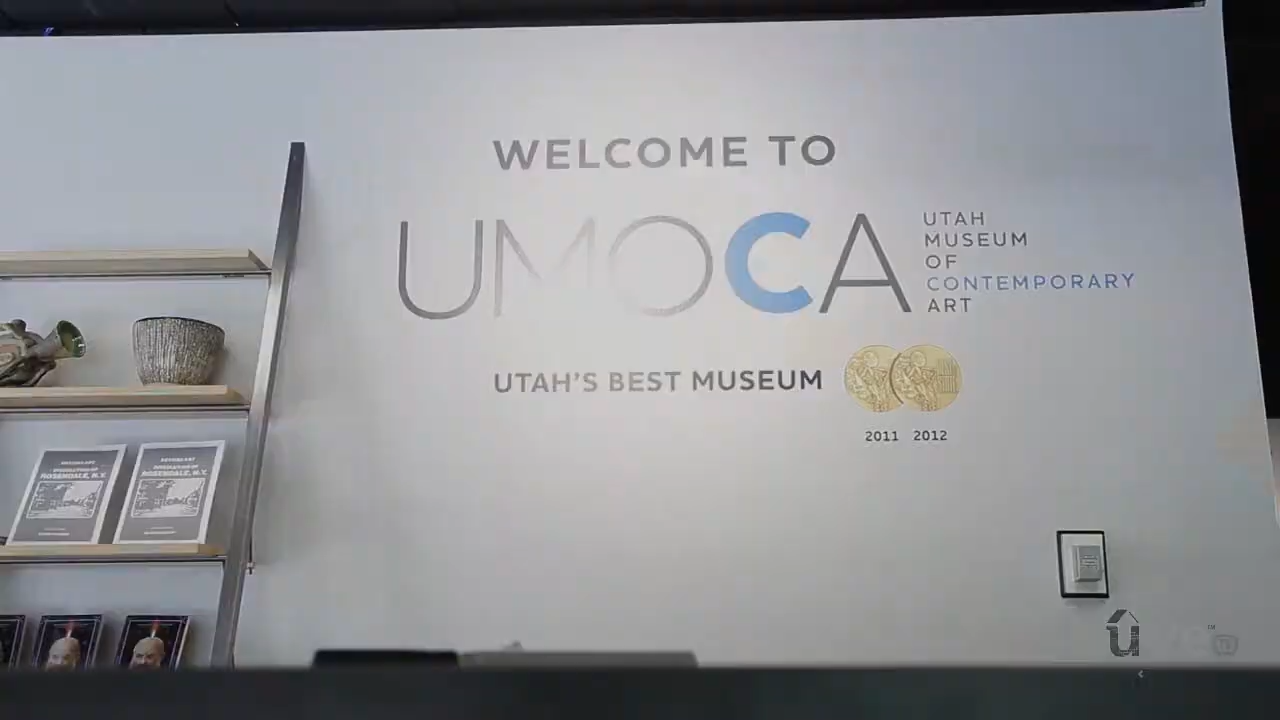 WELCOME TO
UMOCA
UTAH
MUSEUM
OF
CONTEMPORARY
ART
UTAH'S BEST MUSEUM
2011 2012
ROSENDALE, N.Y.
ROSENDALE, N.Y.